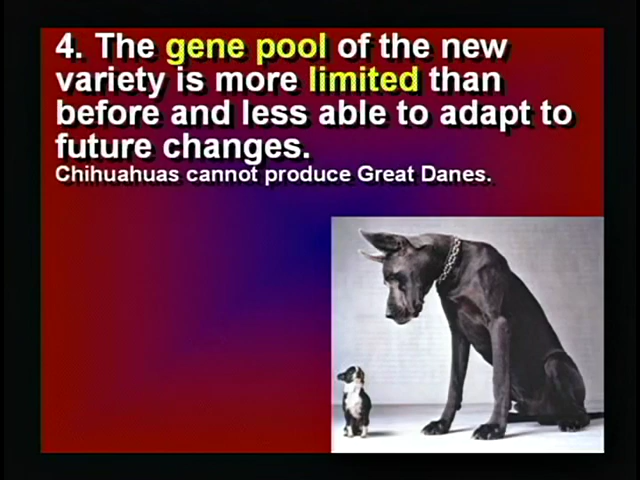 4. The gene pool of the new
variety is more limited than
before and less able to adapt to
future changes.
Chihuahuas cannot produce Great Danes.